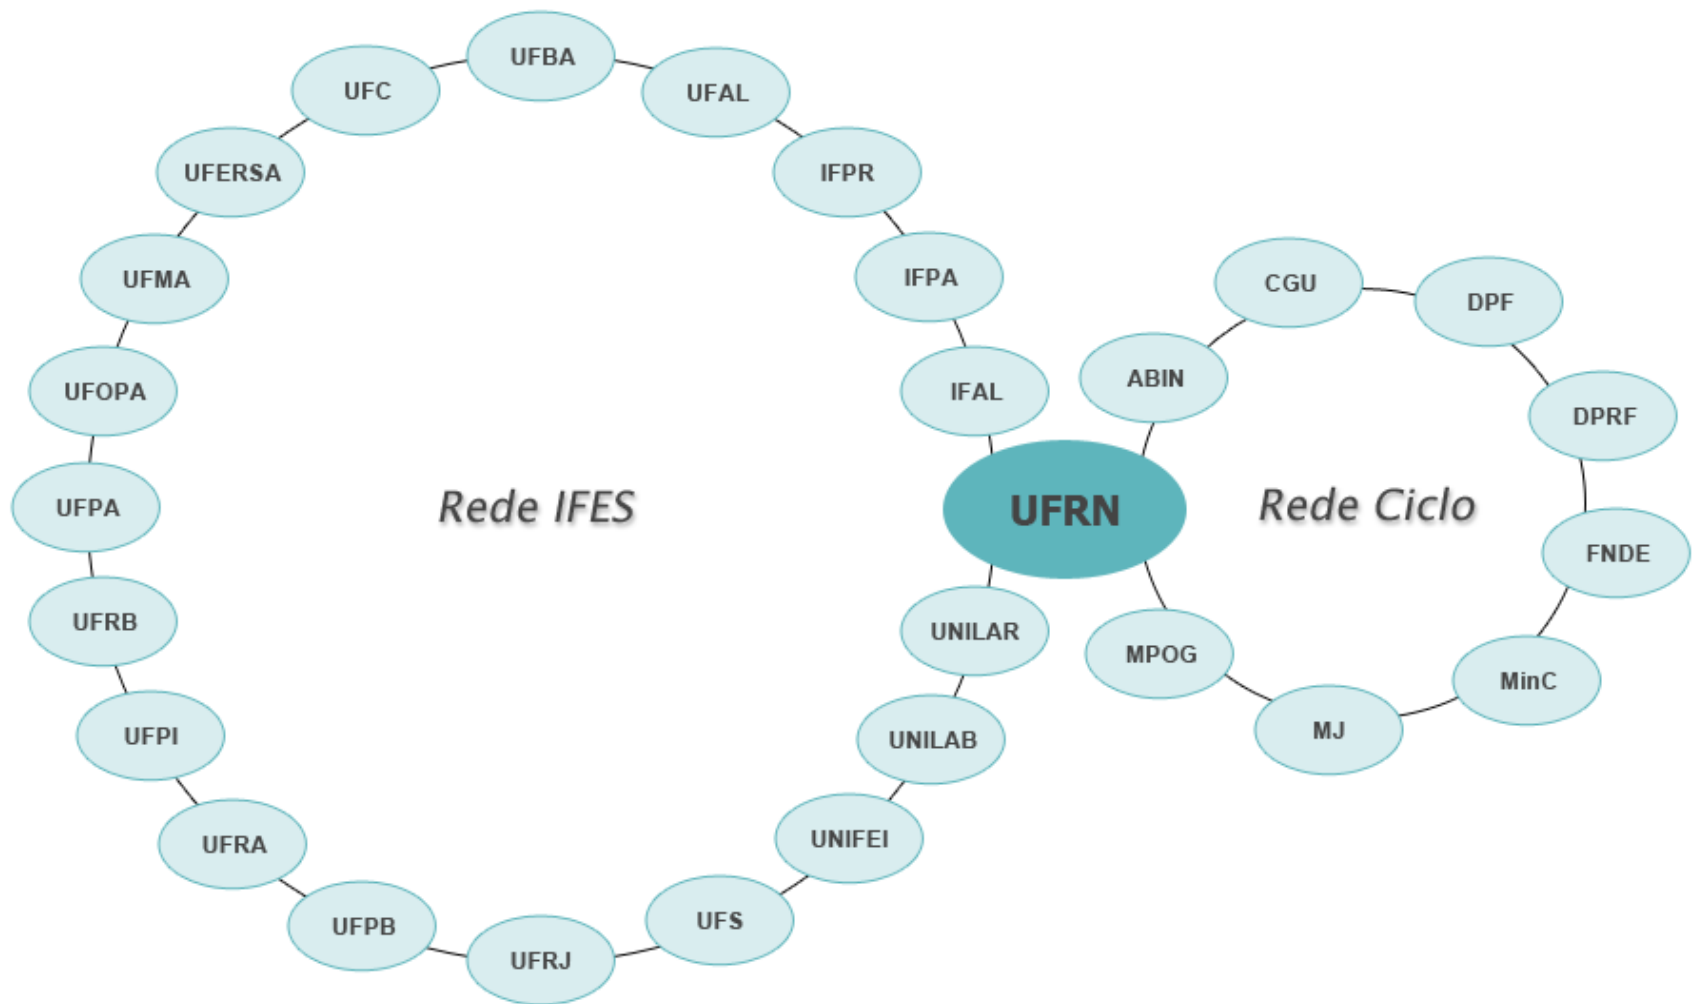 UFBA
UFC
UFAL
UFERSA
IFPR
UFMA
IFPA
CGU
DPF
UFOPA
IFAL
ABIN
DPRF
UFPA
Rede IFES
UFRN
Rede Ciclo
FNDE
UFRB
UNILAR
MPOG
MinC
UFPI
UNILAB
MJ
UFRA
UNIFEI
UFPB
UFS
UFRJ